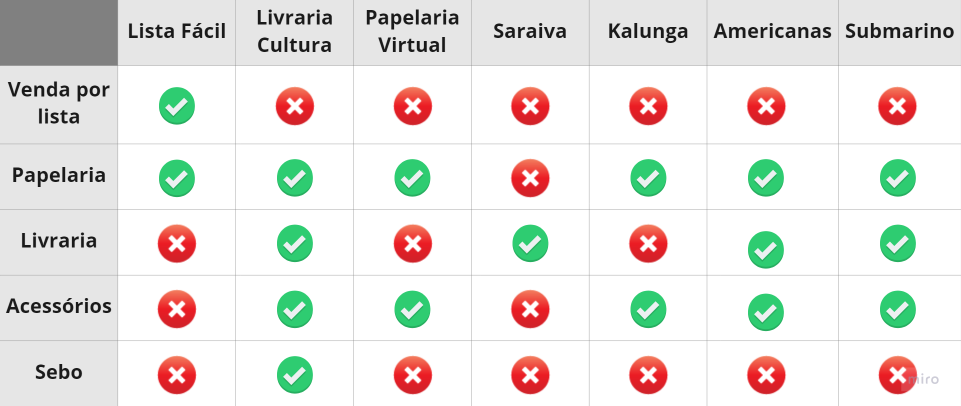 Lista Fácil
Livraria
Cultura
Papelaria
Virtual
Saraiva
Kalunga
Americanas
Submarino
Venda por
lista
Papelaria
Livraria
Acessórios
Sebo
miro